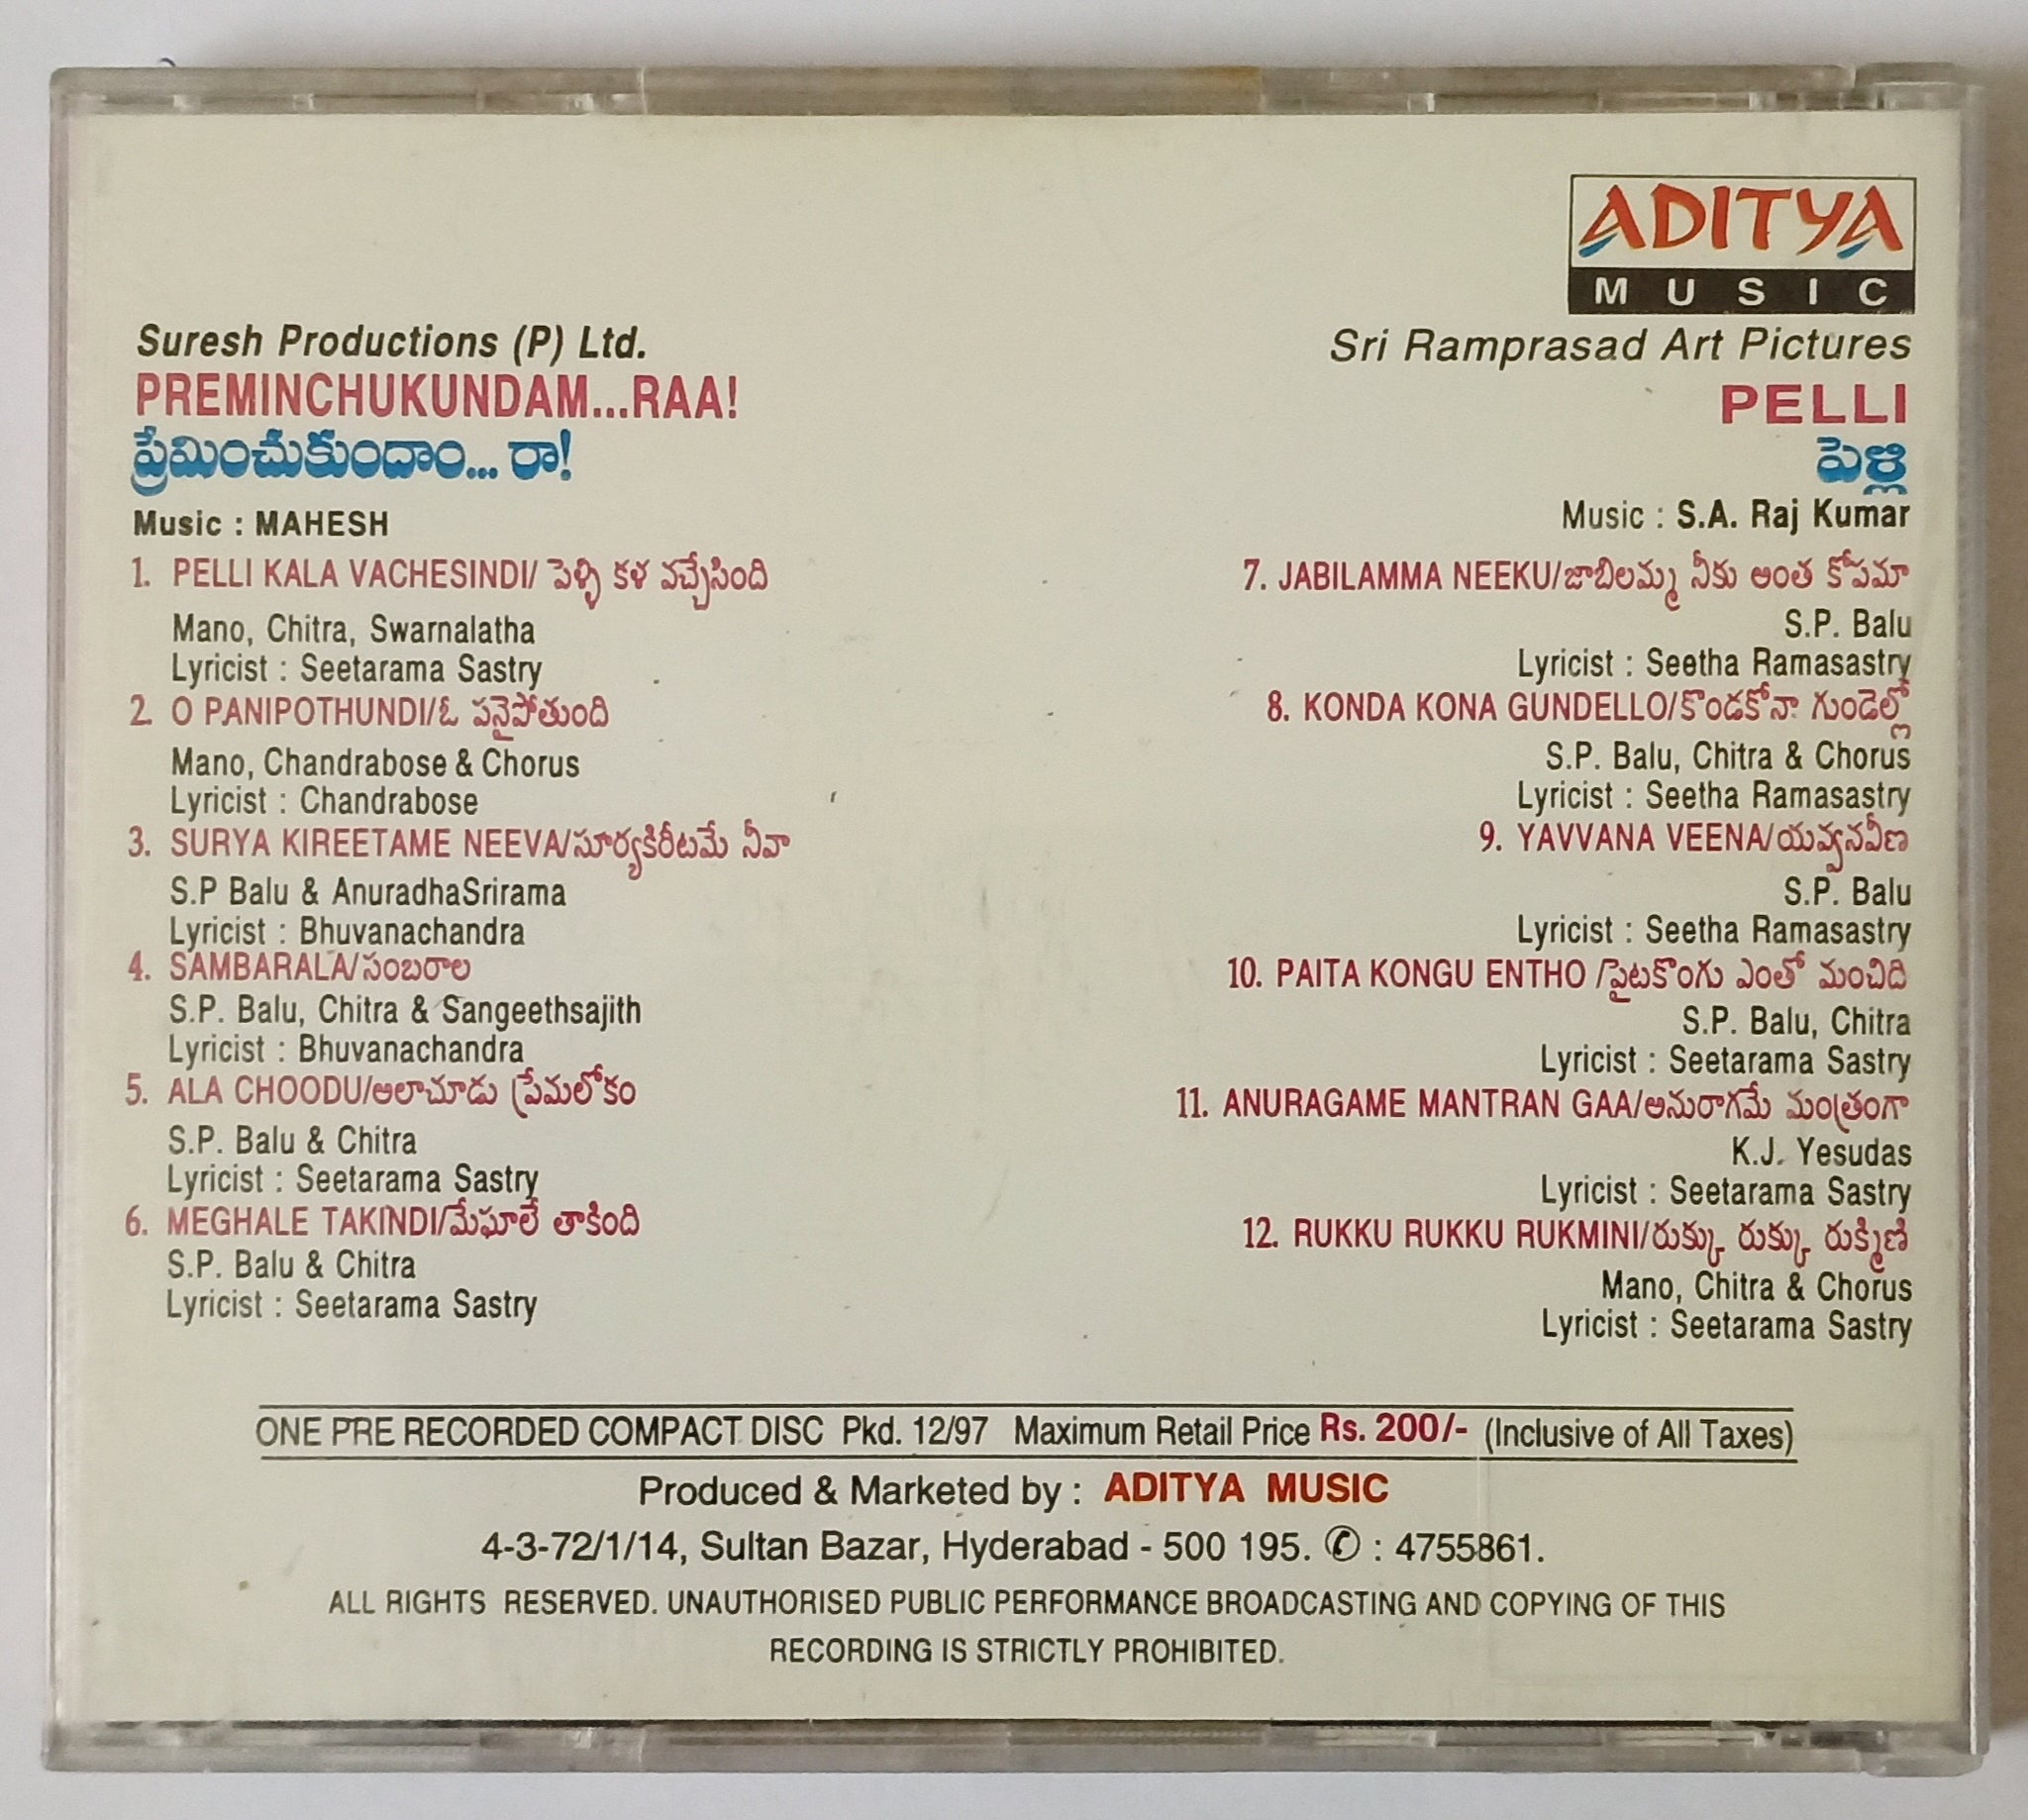 ADITYA
MUSIC
Suresh Productions (P) Ltd.
PREMINCHUKUNDAM...RAA!
ప్రేమించుకుందాం... రా!
Music : MAHESH
1. PELLI KALA VACHESINDI/ పెళ్ళి కళ వచ్చేసింది
Mano, Chitra, Swarnalatha
Lyricist : Seetarama Sastry
2. O PANIPOTHUNDI/ఓ పనైపోతుంది
Mano, Chandrabose & Chorus
Lyricist : Chandrabose
3. SURYA KIREETAME NEEVA/సూర్యకిరీటమే నీవా
S.P Balu & AnuradhaSrirama
Lyricist : Bhuvanachandra
4. SAMBARALA/సంబరాల
S.P. Balu, Chitra & Sangeethsajith
Lyricist : Bhuvanachandra
5. ALA CHOODU/అలాచూడు ప్రేమలోకం
S.P. Balu & Chitra
Lyricist : Seetarama Sastry
6. MEGHALE TAKINDI/మేఘాలే తాకింది
S.P. Balu & Chitra
Lyricist : Seetarama Sastry
Sri Ramprasad Art Pictures
PELLI
పెళ్లి
Music : S.A. Raj Kumar
7. JABILAMMA NEEKU/జాబిలమ్మ నీకు అంత కోపమా
S.P. Balu
Lyricist : Seetha Ramasastry
8. KONDA KONA GUNDELLO/కొండకోనా గుండెల్లో
S.P. Balu, Chitra & Chorus
Lyricist : Seetha Ramasastry
9. YAVVANA VEENA/యవ్వనవీణ
S.P. Balu
Lyricist : Seetha Ramasastry
10. PAITA KONGU ENTHO /పైటకొంగు ఎంతో మంచిది
S.P. Balu, Chitra
Lyricist : Seetarama Sastry
11. ANURAGAME MANTRAN GAA/అనురాగమే మంత్రంగా
K.J. Yesudas
Lyricist : Seetarama Sastry
12. RUKKU RUKKU RUKMINI/రుక్కు రుక్కు రుక్మిణి
Mano, Chitra & Chorus
Lyricist : Seetarama Sastry
ONE PRE RECORDED COMPACT DISC Pkd. 12/97 Maximum Retail Price Rs. 200/- (Inclusive of All Taxes)
Produced & Marketed by : ADITYA MUSIC
4-3-72/1/14, Sultan Bazar, Hyderabad - 500 195. ✆ : 4755861.
ALL RIGHTS RESERVED. UNAUTHORISED PUBLIC PERFORMANCE BROADCASTING AND COPYING OF THIS
RECORDING IS STRICTLY PROHIBITED.